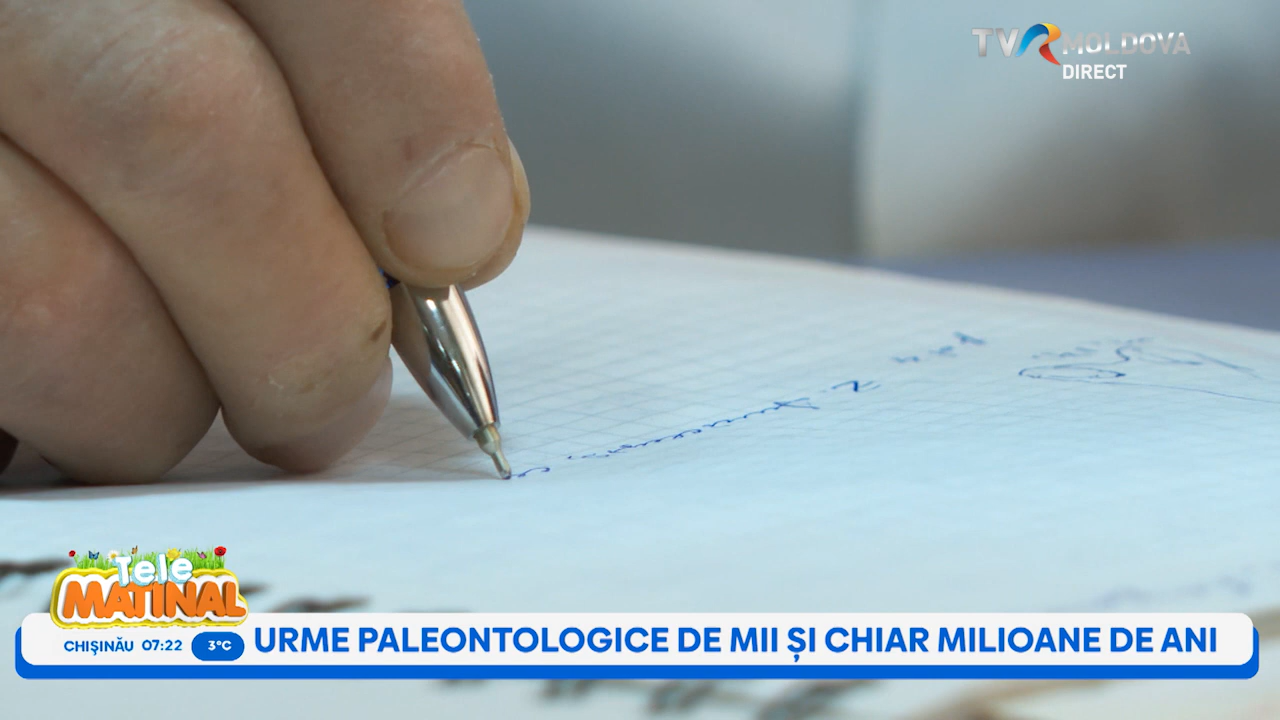 TVR MOLDOVA
DIRECT
Tele
MATINAL
CHIȘINĂU 07:22 3°C
URME PALEONTOLOGICE DE MII ȘI CHIAR MILIOANE DE ANI